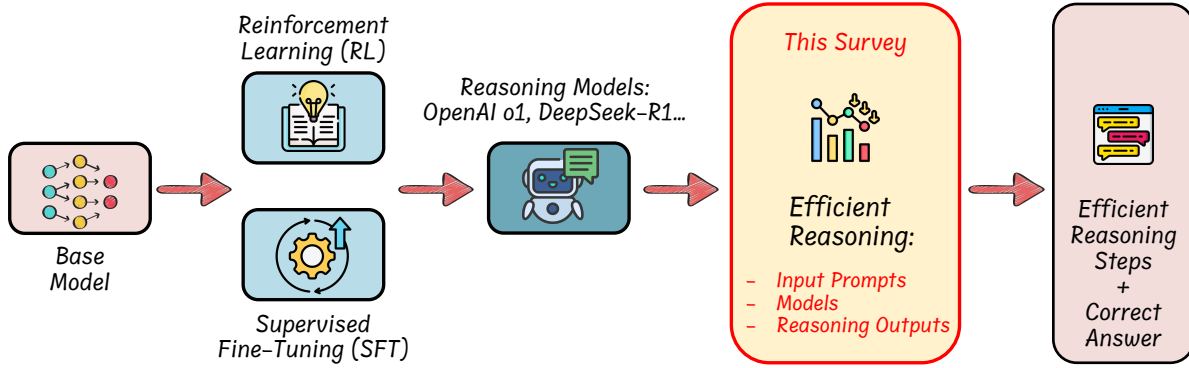 Base
Model
Reinforcement
Learning (RL)
Supervised
Fine-Tuning (SFT)
Reasoning Models:
OpenAI o1, DeepSeek-R1...
This Survey
Efficient
Reasoning:
- Input Prompts
- Models
- Reasoning Outputs
Efficient
Reasoning
Steps
+
Correct
Answer